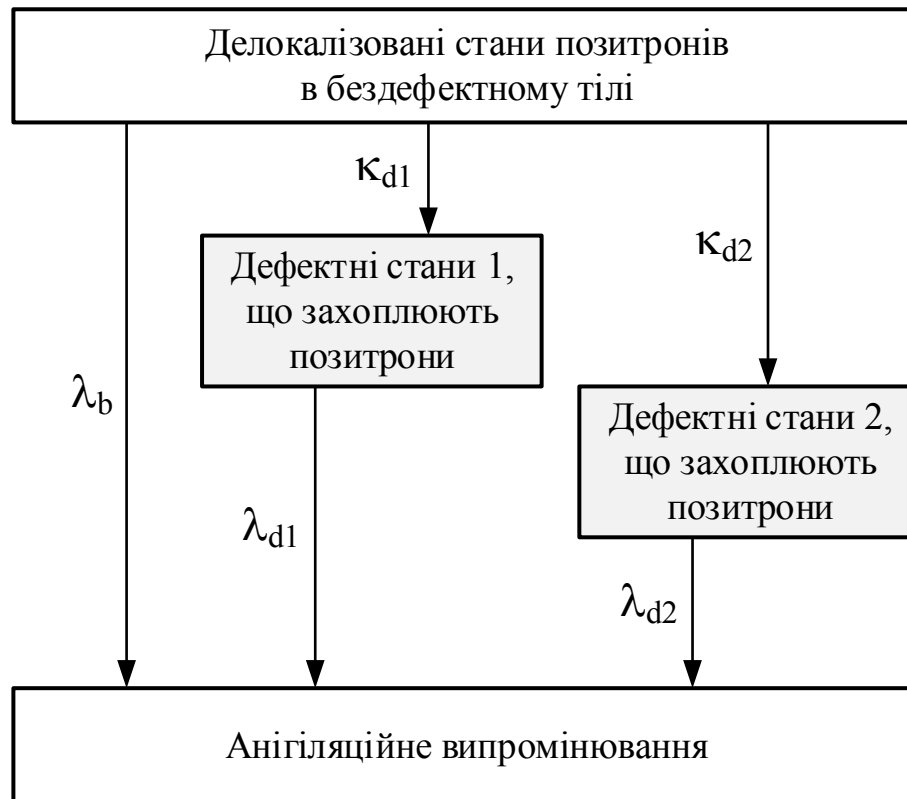 Делокалізовані стани позитронів
в бездефектному тілі
κd1
Дефектні стани 1,
що захоплюють
позитрони
κd2
λb
Дефектні стани 2,
що захоплюють
позитрони
λd1
λd2
Анігіляційне випромінювання